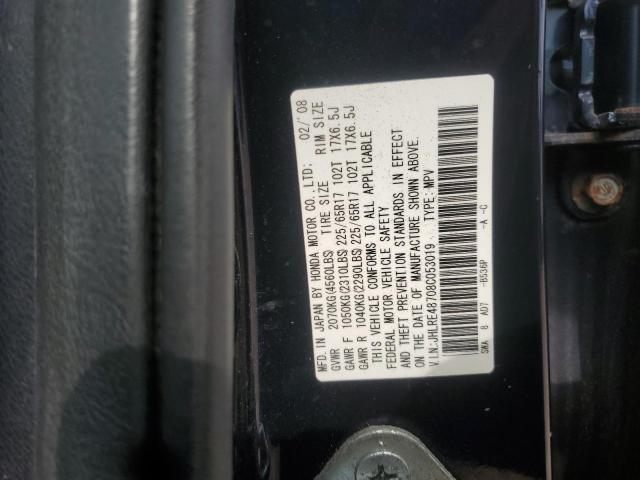 MFD. IN JAPAN BY HONDA MOTOR CO., LTD: 02/'08
GVWR 2070KG(4560LBS) TIRE SIZE RIM SIZE
GAWR F 1050KG(2310LBS)225/65R17 102T 17X6.5J
GAWR R 1040KG(2290LBS)225/65R17 102T 17X6.5J
THIS VEHICLE CONFORMS TO ALL APPLICABLE
FEDERAL MOTOR VEHICLE SAFETY
AND THEFT PREVENTION STANDARDS IN EFFECT
ON THE DATE OF MANUFACTURE SHOWN ABOVE.
V.I.N:JHLRE48708C053019 TYPE: MPV
SWA 8 A07 -B536P -A -C